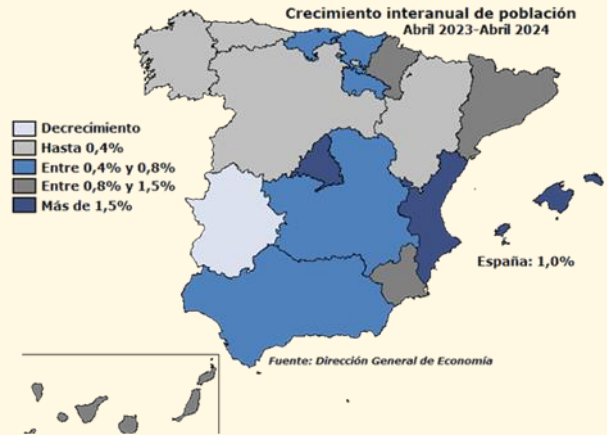 Crecimiento interanual de población
Abril 2023-Abril 2024
Decrecimiento
Hasta 0,4%
Entre 0,4% y 0,8%
Entre 0,8% y 1,5%
Más de 1,5%
España: 1,0%
Fuente: Dirección General de Economía